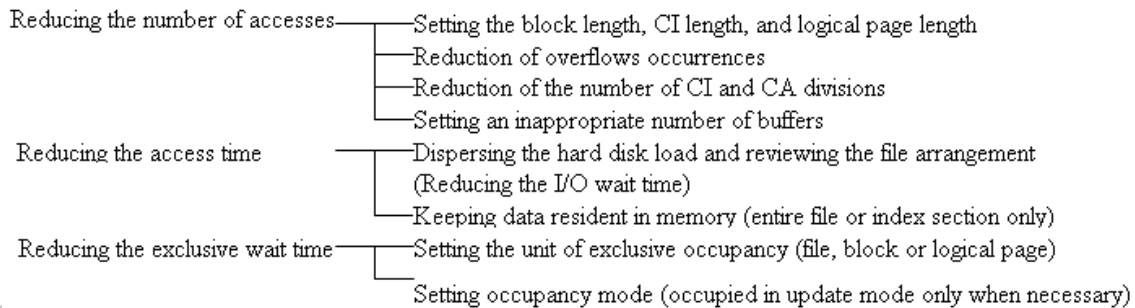 Reducing the number of accesses
Setting the block length, CI length, and logical page length
Reduction of overflows occurrences
Reduction of the number of CI and CA divisions
Setting an inappropriate number of buffers
Reducing the access time
Dispersing the hard disk load and reviewing the file arrangement
(Reducing the I/O wait time)
Keeping data resident in memory (entire file or index section only)
Reducing the exclusive wait time
Setting the unit of exclusive occupancy (file, block or logical page)
Setting occupancy mode (occupied in update mode only when necessary)